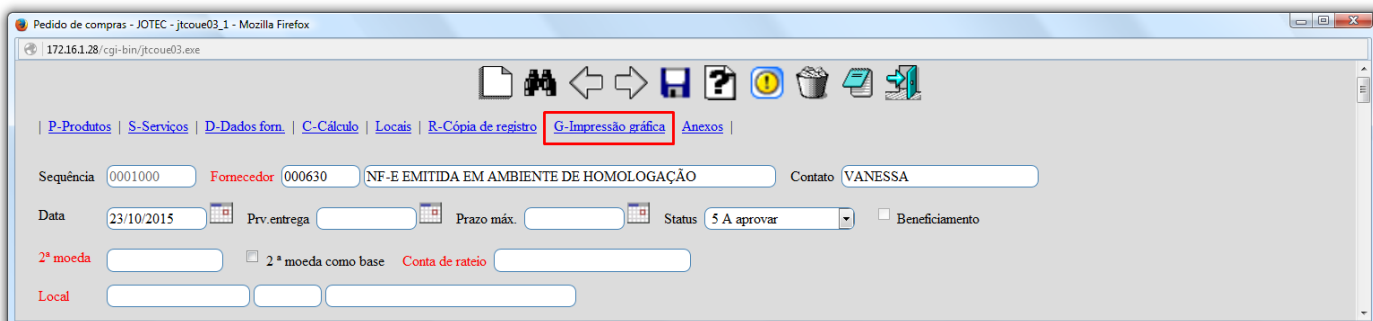 Pedido de compras - JOTEC - jtcoue03_1 - Mozilla Firefox
172.16.1.28/cgi-bin/jtcoue03.exe
| P-Produtos | S-Serviços | D-Dados forn. | C-Cálculo | Locais | R-Cópia de registro | G-Impressão gráfica | Anexos |
Sequência 0001000 Fornecedor 000630 NF-E EMITIDA EM AMBIENTE DE HOMOLOGAÇÃO Contato VANESSA
Data 23/10/2015 Prv.entrega Prazo máx. Status 5 A aprovar Beneficiamento
2ª moeda 2 ª moeda como base Conta de rateio
Local